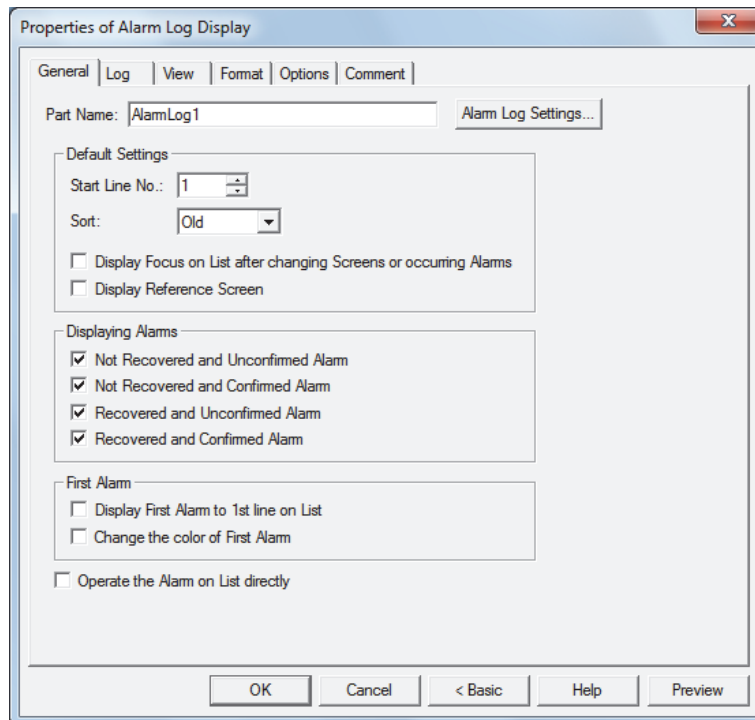 Properties of Alarm Log Display
X
General Log View Format Options Comment
Part Name: AlarmLog1 Alarm Log Settings...
Default Settings
Start Line No.: 1
Sort: Old
Display Focus on List after changing Screens or occurring Alarms
Display Reference Screen
Displaying Alarms
Not Recovered and Unconfirmed Alarm
Not Recovered and Confirmed Alarm
Recovered and Unconfirmed Alarm
Recovered and Confirmed Alarm
First Alarm
Display First Alarm to 1st line on List
Change the color of First Alarm
Operate the Alarm on List directly
OK Cancel < Basic Help Preview